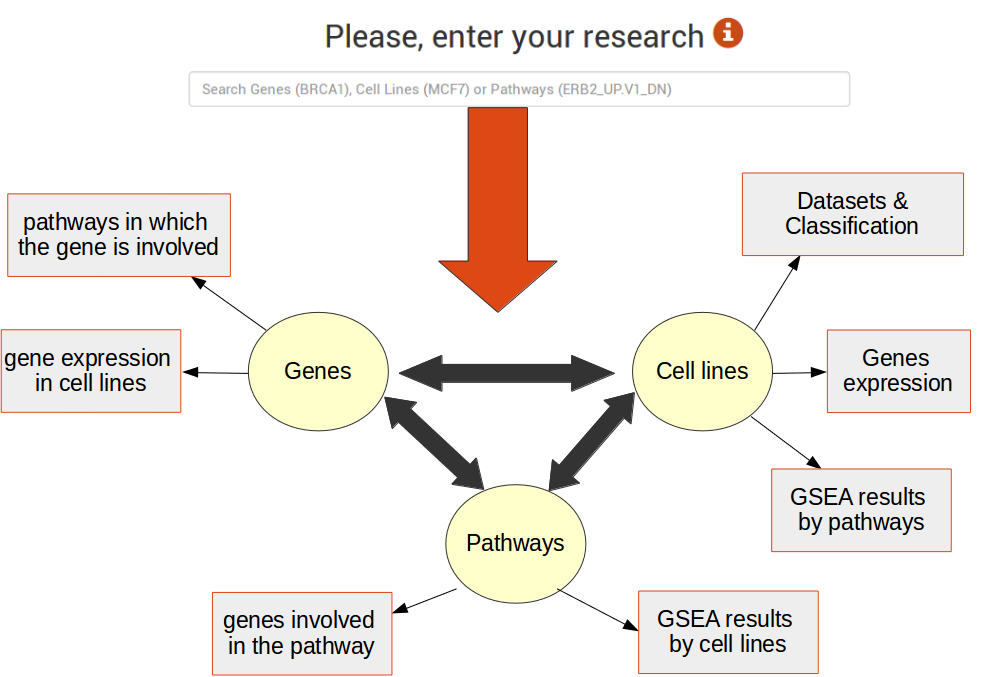 Please, enter your research
Search Genes (BRCA1), Cell Lines (MCF7) or Pathways (ERB2_UP.V1_DN)
pathways in which
the gene is involved
gene expression
in cell lines
Genes
Cell lines
Datasets &
Classification
Genes
expression
GSEA results
by pathways
Pathways
genes involved
in the pathway
GSEA results
by cell lines